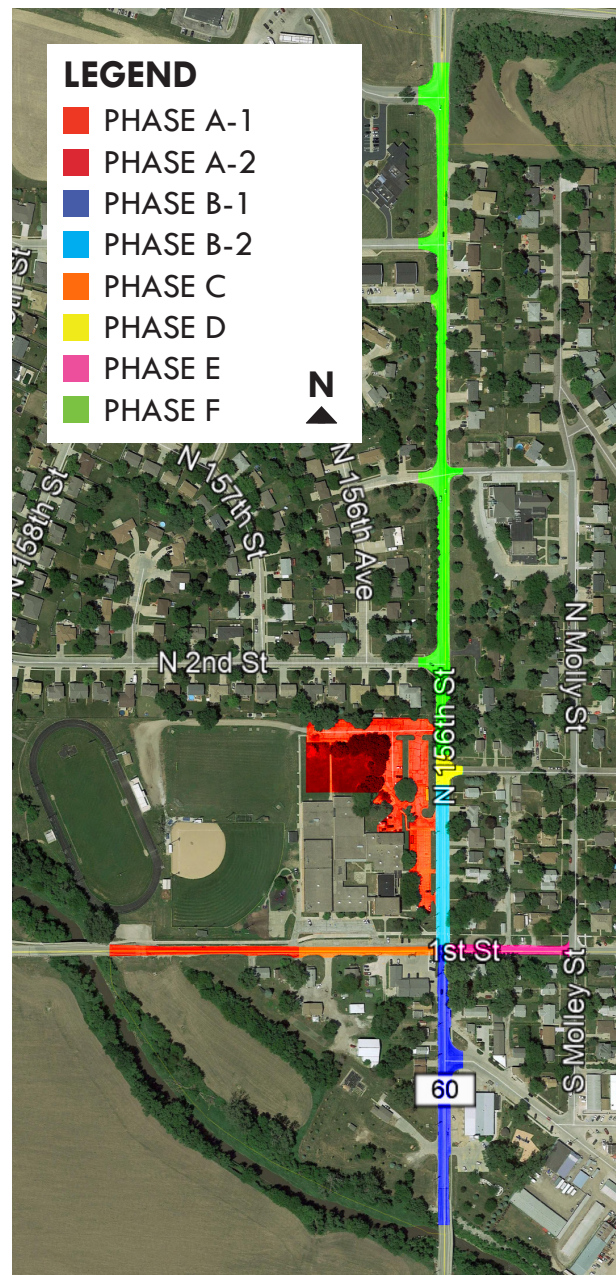 LEGEND
PHASE A-1
PHASE A-2
PHASE B-1
PHASE B-2
PHASE C
PHASE D
PHASE E
PHASE F
N
N 158th St
N 157th St
N 156th Ave
N 2nd St
N Molly St
N 156th St
1st St
S Molley St
60